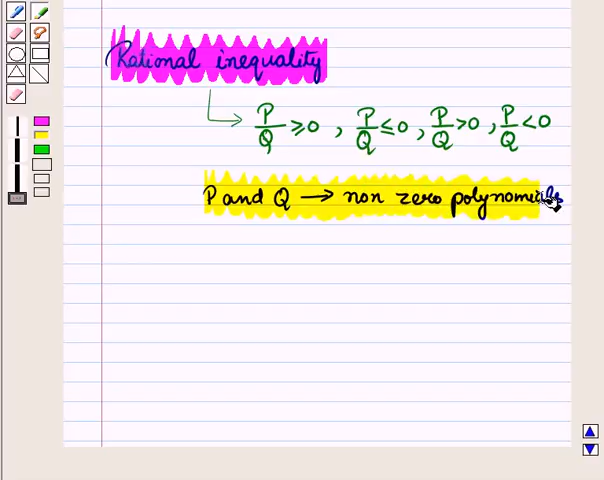 Rational inequality
P/Q ≥ 0 , P/Q ≤ 0 , P/Q > 0 , P/Q < 0
P and Q → non zero polynomials